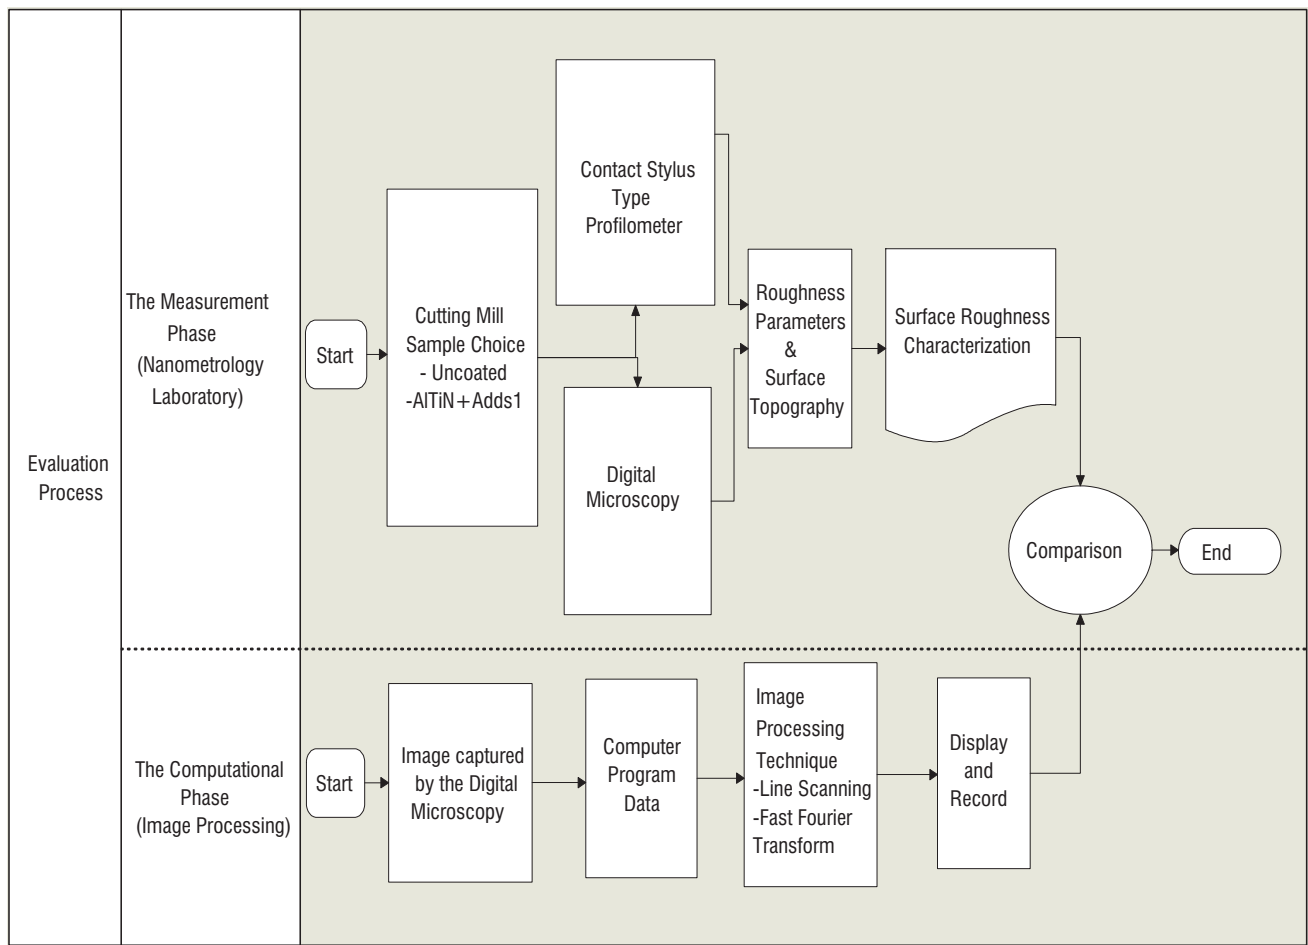 Evaluation
Process
The Measurement
Phase
(Nanometrology
Laboratory)
Start
Cutting Mill
Sample Choice
- Uncoated
-AlTiN+Adds1
Contact Stylus
Type
Profilometer
Digital
Microscopy
Roughness
Parameters
&
Surface
Topography
Surface Roughness
Characterization
Comparison
End
The Computational
Phase
(Image Processing)
Start
Image captured
by the Digital
Microscopy
Computer
Program
Data
Image
Processing
Technique
-Line Scanning
-Fast Fourier
Transform
Display
and
Record